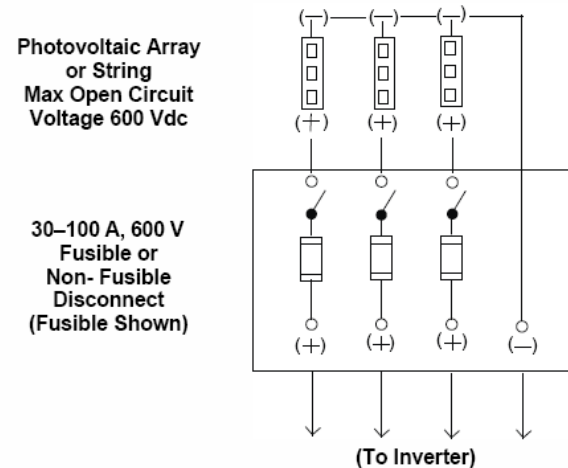 (—) (—) (—) (—)
Photovoltaic Array
or String
Max Open Circuit
Voltage 600 Vdc
(+) (+) (+)
30–100 A, 600 V
Fusible or
Non- Fusible
Disconnect
(Fusible Shown)
(+) (+) (+) (—)
(To Inverter)